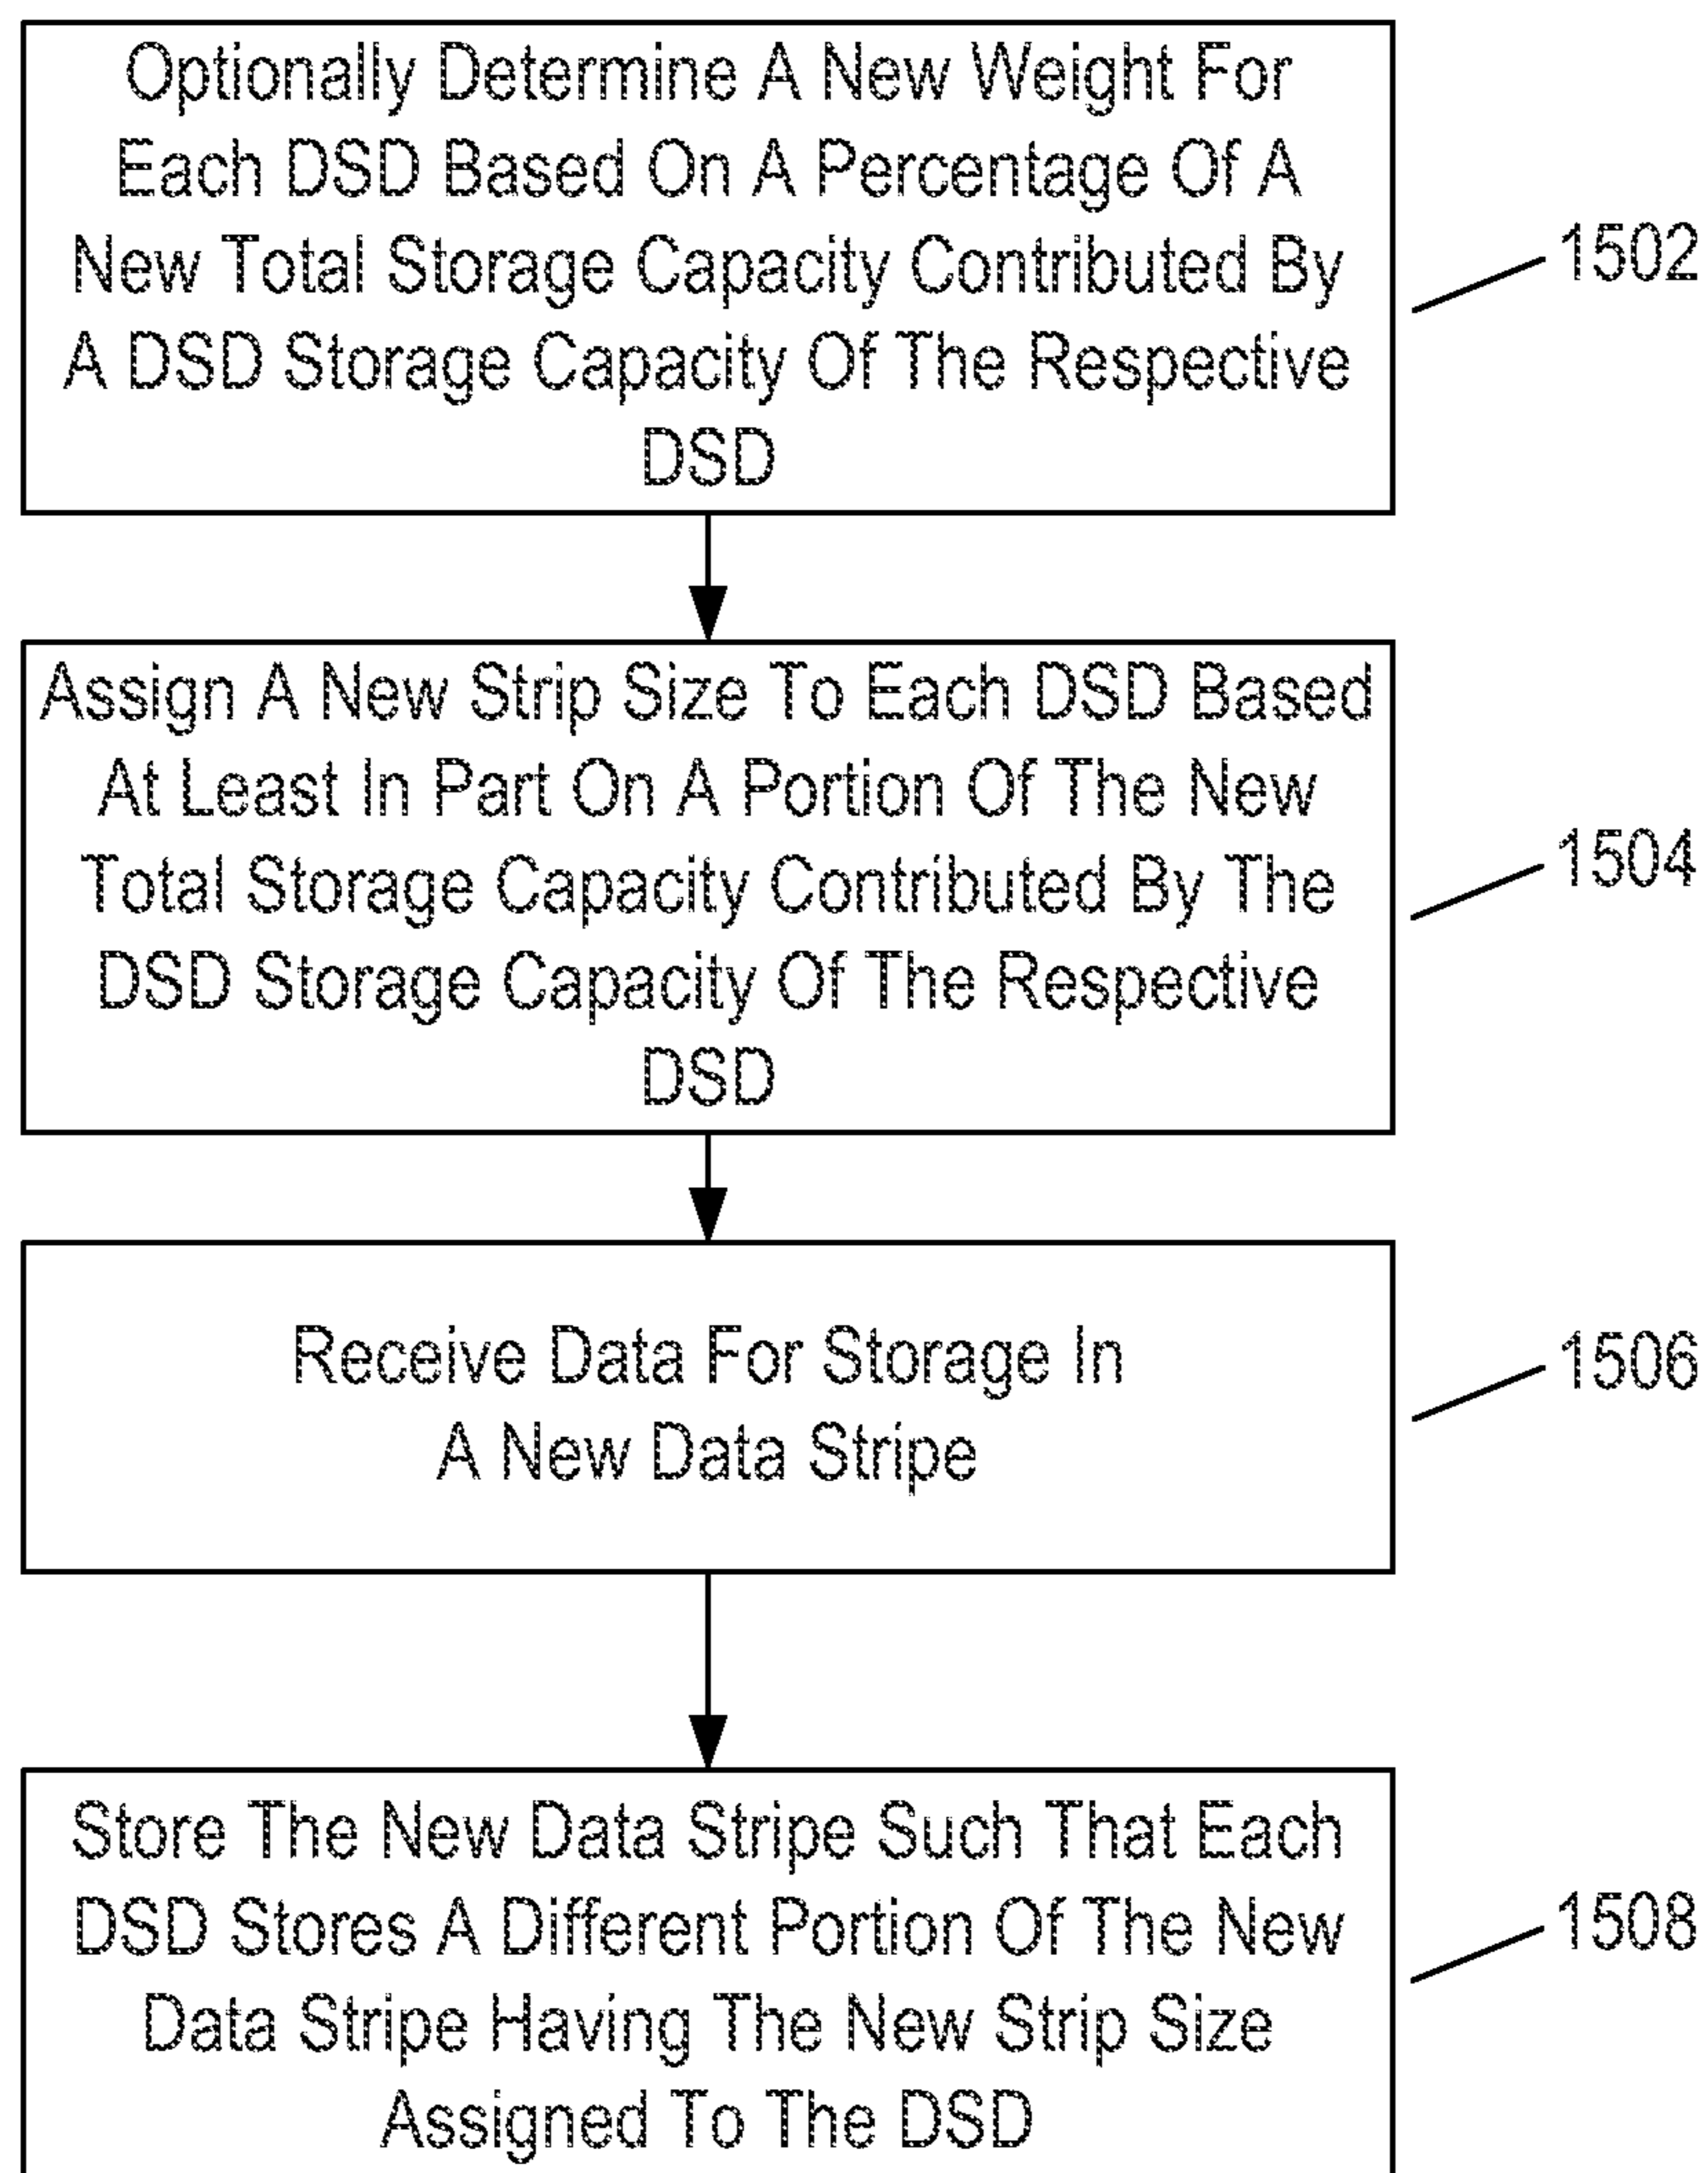 Optionally Determine A New Weight For
Each DSD Based On A Percentage Of A
New Total Storage Capacity Contributed By
A DSD Storage Capacity Of The Respective
DSD
1502
Assign A New Strip Size To Each DSD Based
At Least In Part On A Portion Of The New
Total Storage Capacity Contributed By The
DSD Storage Capacity Of The Respective
DSD
1504
Receive Data For Storage In
A New Data Stripe
1506
Store The New Data Stripe Such That Each
DSD Stores A Different Portion Of The New
Data Stripe Having The New Strip Size
Assigned To The DSD
1508